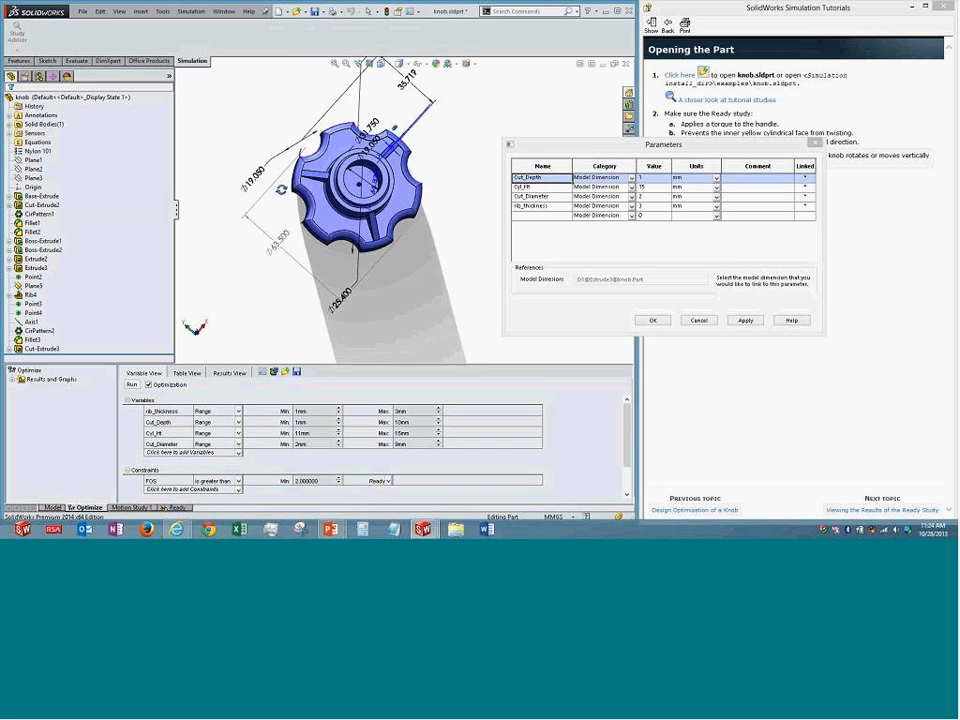 SOLIDWORKS File Edit View Insert Tools Simulation Window Help knob.sldprt * Search Commands
Study Advisor
Features Sketch Evaluate DimXpert Office Products Simulation
knob (Default<<Default>_Display State 1>)
History
Annotations
Solid Bodies(1)
Sensors
Equations
Nylon 101
Plane1
Plane2
Plane3
Origin
Base-Extrude
Cut-Extrude2
CirPattern1
Fillet1
Fillet2
Boss-Extrude1
Boss-Extrude2
Extrude2
Extrude3
Point2
Plane5
Rib4
Point3
Point4
Axis1
CirPattern2
Fillet3
Cut-Extrude3
35.719
Ø19.050
Ø63.500
Ø25.400
SolidWorks Simulation Tutorials
Show Back Print
Opening the Part
1. Click here to open knob.sldprt or open <Simulation
install_dir>\examples\knob.sldprt.
A closer look at tutorial studies
2. Make sure the Ready study:
a. Applies a torque to the handle.
b. Prevents the inner yellow cylindrical face from twisting.
l direction.
knob rotates or moves vertically
Parameters
Name Category Value Units Comment Linked
Cut_Depth Model Dimension 1 mm *
Cyl_Ht Model Dimension 15 mm *
Cut_Diameter Model Dimension 2 mm *
rib_thickness Model Dimension 3 mm *
Model Dimension 0
References
Model Dimesion: D1@Extrude3@knob.Part Select the model dimension that you
would like to link to this parameter.
OK Cancel Apply Help
Optimize
Results and Graphs
Variable View Table View Results View
Run Optimization
Variables
rib_thickness Range Min: 1mm Max: 3mm
Cut_Depth Range Min: 1mm Max: 10mm
Cyl_Ht Range Min: 11mm Max: 15mm
Cut_Diameter Range Min: 2mm Max: 9mm
Click here to add Variables
Constraints
FOS is greater than Min: 2.000000 Ready
Click here to add Constraints
Model Optimize Motion Study 1 Ready
SolidWorks Premium 2014 x64 Edition Editing Part MMGS
PREVIOUS TOPIC NEXT TOPIC
Design Optimization of a Knob Viewing the Results of the Ready Study
11:24 AM
10/28/2013